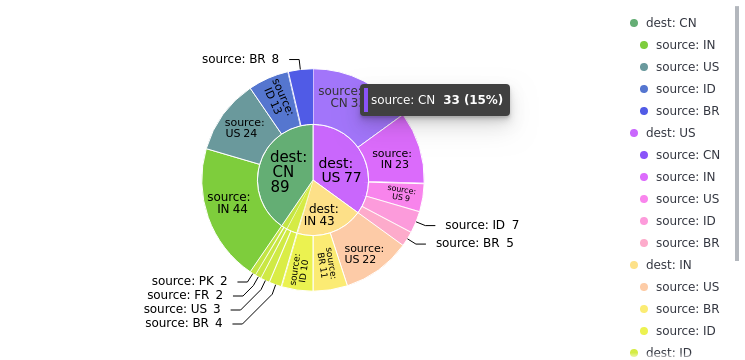 source: BR 8
source:
ID 13
source:
CN 33
source: CN 33 (15%)
source:
US 24
source:
IN 23
dest:
CN
89
dest:
US 77
source:
US 9
source:
IN 44
dest:
IN 43
source: ID 7
source: BR 5
source:
US 22
source:
BR 11
source:
ID 10
source: PK 2
source: FR 2
source: US 3
source: BR 4
dest: CN
source: IN
source: US
source: ID
source: BR
dest: US
source: CN
source: IN
source: US
source: ID
source: BR
dest: IN
source: US
source: BR
source: ID
dest: ID